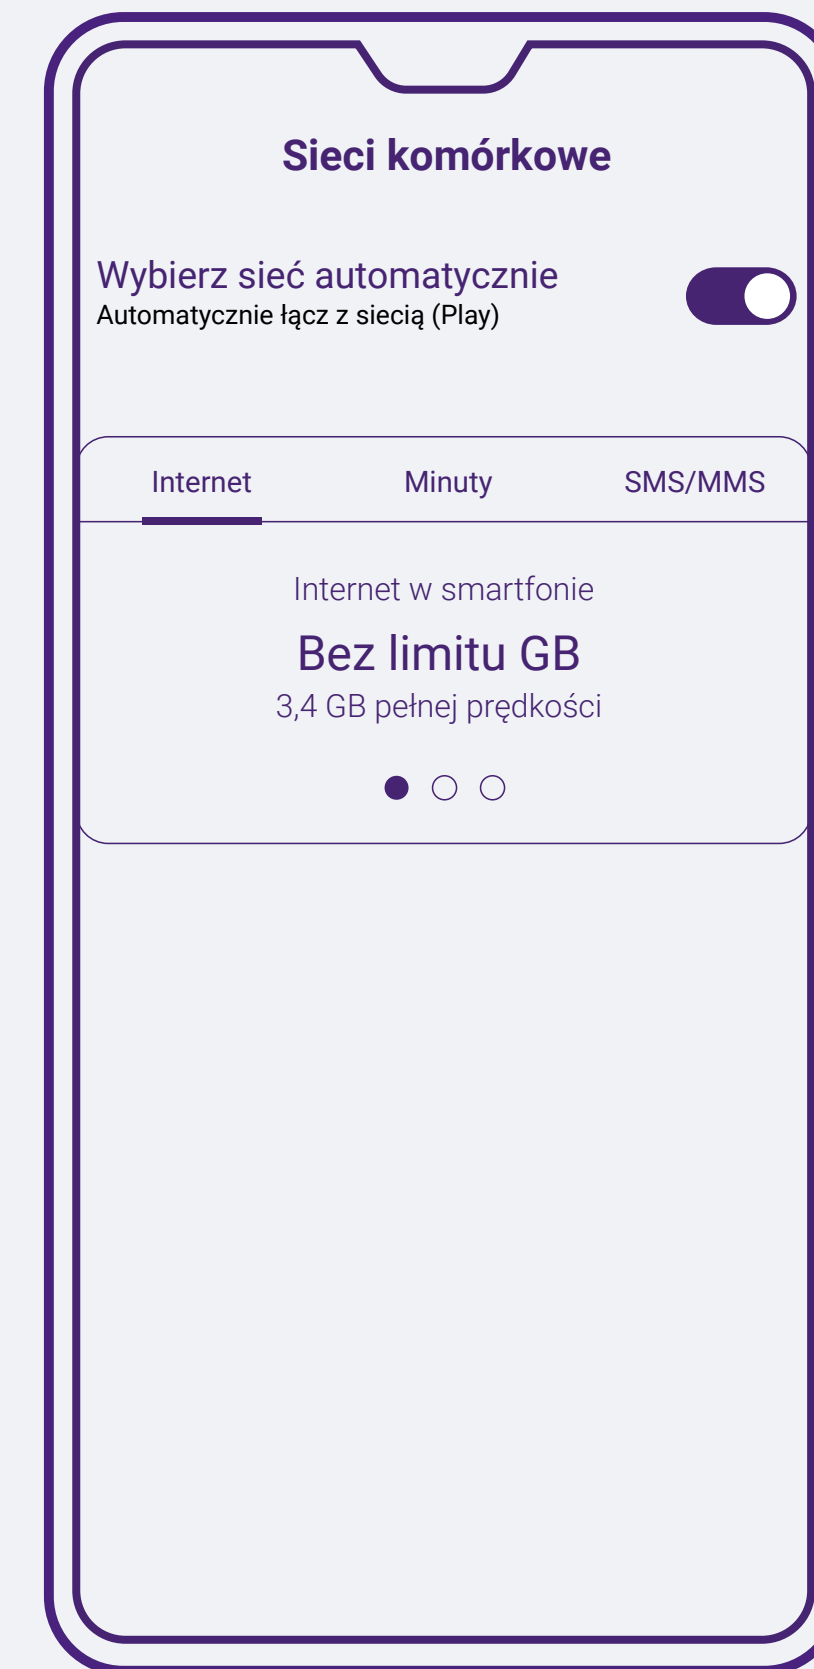 Sieci komórkowe
Wybierz sieć automatycznie
Automatycznie łącz z siecią (Play)
Internet Minuty SMS/MMS
Internet w smartfonie
Bez limitu GB
3,4 GB pełnej prędkości